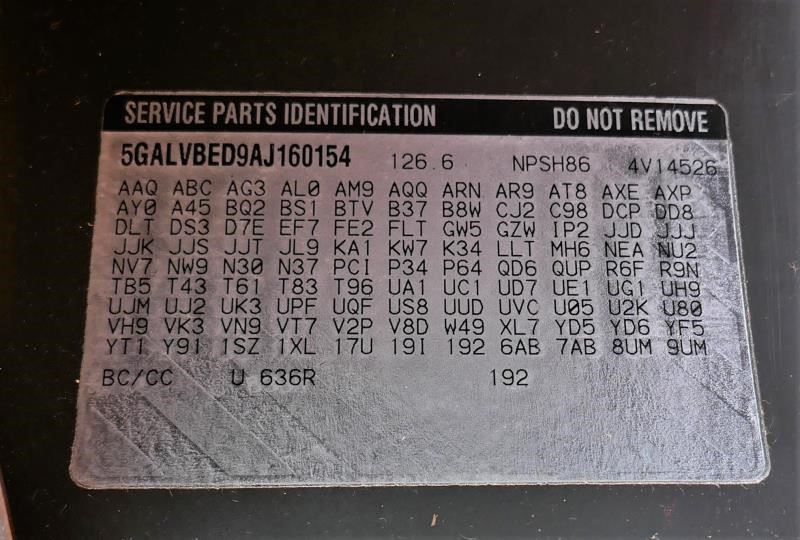 SERVICE PARTS IDENTIFICATION DO NOT REMOVE
5GALVBED9AJ160154 126.6 NPSH86 4V14526
AAQ ABC AG3 AL0 AM9 AQQ ARN AR9 AT8 AXE AXP
AY0 A45 BQ2 BS1 BTV B37 B8W CJ2 C98 DCP DD8
DLT DS3 D7E EF7 FE2 FLT GW5 GZW IP2 JJD JJJ
JJK JJS JJT JL9 KA1 KW7 K34 LLT MH6 NEA NU2
NV7 NW9 N30 N37 PCI P34 P64 QD6 QUP R6F R9N
TB5 T43 T61 T83 T96 UA1 UC1 UD7 UE1 UG1 UH9
UJM UJ2 UK3 UPF UQF US8 UUD UVC U05 U2K U80
VH9 VK3 VN9 VT7 V2P V8D W49 XL7 YD5 YD6 YF5
YT1 Y91 1SZ 1XL 17U 19I 192 6AB 7AB 8UM 9UM
BC/CC U 636R 192